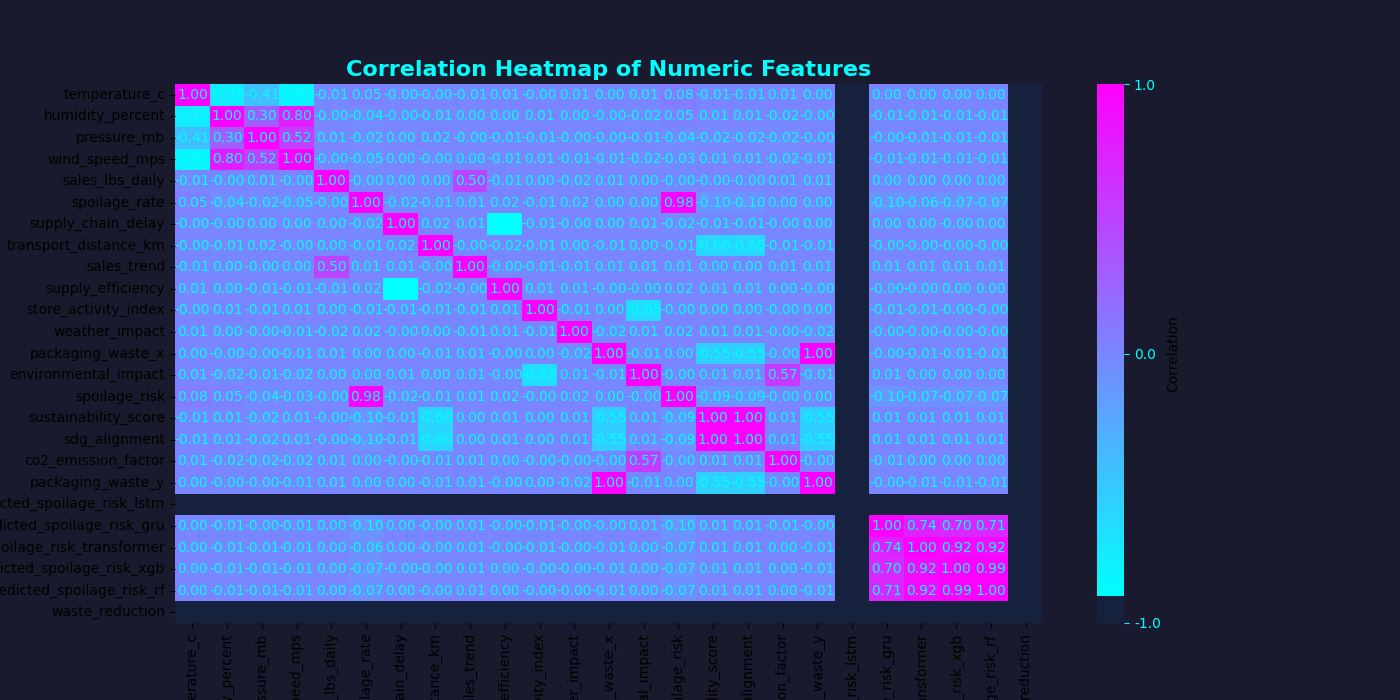 Correlation Heatmap of Numeric Features
temperature_c 1.00 -0.41 -0.01 0.05 -0.00 -0.00 -0.01 0.01 -0.00 0.01 0.00 0.01 0.08 -0.01 -0.01 0.01 0.00 0.00 0.00 0.00 0.00
humidity_percent 1.00 0.30 0.80 -0.00 -0.04 -0.00 -0.01 0.00 0.00 0.01 0.00 -0.00 -0.02 0.05 0.01 0.01 -0.02 -0.00 -0.01 -0.01 -0.01 -0.01
pressure_mb -0.41 0.30 1.00 0.52 0.01 -0.02 0.00 0.02 -0.00 -0.01 -0.01 -0.00 -0.00 -0.01 -0.04 -0.02 -0.02 -0.02 -0.00 -0.00 -0.01 -0.01 -0.01
wind_speed_mps 0.80 0.52 1.00 -0.00 -0.05 0.00 -0.00 0.00 -0.01 0.01 -0.01 -0.01 -0.02 -0.03 0.01 0.01 -0.02 -0.01 -0.01 -0.01 -0.01 -0.01
sales_lbs_daily -0.01 -0.00 0.01 -0.00 1.00 -0.00 0.00 0.00 0.50 -0.01 0.00 -0.02 0.01 0.00 -0.00 -0.00 -0.00 0.01 0.01 0.00 0.00 0.00 0.00
spoilage_rate 0.05 -0.04 -0.02 -0.05 -0.00 1.00 -0.02 -0.01 0.01 0.02 -0.01 0.02 0.00 0.00 0.98 -0.10 -0.10 0.00 0.00 -0.10 -0.06 -0.07 -0.07
supply_chain_delay -0.00 -0.00 0.00 0.00 0.00 -0.02 1.00 0.02 0.01 -0.01 -0.00 0.00 0.01 -0.02 -0.01 -0.01 -0.00 0.00 0.00 0.00 0.00 0.00
transport_distance_km -0.00 -0.01 0.02 -0.00 0.00 -0.01 0.02 1.00 -0.00 -0.02 -0.01 -0.00 -0.01 0.00 -0.01 -0.60 -0.60 -0.01 -0.01 -0.00 -0.00 -0.00 -0.00
sales_trend -0.01 0.00 -0.00 0.00 0.50 0.01 0.01 -0.00 1.00 -0.00 -0.01 -0.01 0.01 0.01 0.01 0.00 0.00 0.01 0.01 0.01 0.01 0.01 0.01
supply_efficiency 0.01 0.00 -0.01 -0.01 -0.01 0.02 -0.02 -0.00 1.00 0.01 0.01 -0.00 -0.00 0.02 0.01 0.01 0.00 -0.00 -0.00 -0.00 0.00 0.00
store_activity_index -0.00 0.01 -0.01 0.01 0.00 -0.01 -0.01 -0.01 -0.01 0.01 1.00 -0.01 0.00 -0.65 -0.00 0.00 0.00 -0.00 0.00 -0.01 -0.00 -0.00 -0.00
weather_impact 0.01 0.00 -0.00 -0.01 -0.02 0.02 -0.00 -0.00 -0.01 0.01 -0.01 1.00 -0.02 0.01 0.02 0.01 0.01 -0.00 -0.02 -0.00 -0.00 -0.00 -0.00
packaging_waste_x 0.00 -0.00 -0.00 -0.01 0.01 0.00 0.00 -0.01 0.01 -0.00 0.00 -0.02 1.00 -0.01 0.00 -0.55 -0.55 -0.00 1.00 -0.00 -0.01 -0.01 -0.01
environmental_impact 0.01 -0.02 -0.01 -0.02 0.00 0.00 0.01 0.00 0.01 -0.00 -0.65 0.01 -0.01 1.00 -0.00 0.01 0.01 0.57 -0.01 0.01 0.00 0.00 0.00
spoilage_risk 0.08 0.05 -0.04 -0.03 -0.00 0.98 -0.02 -0.01 0.01 0.02 -0.00 0.02 0.00 -0.00 1.00 -0.09 -0.09 -0.00 0.00 -0.10 -0.07 -0.07 -0.07
sustainability_score -0.01 0.01 -0.02 0.01 -0.00 -0.10 -0.01 -0.60 0.00 0.01 0.00 0.01 -0.55 0.01 -0.09 1.00 1.00 0.01 -0.55 0.01 0.01 0.01 0.01
sdg_alignment -0.01 0.01 -0.02 0.01 -0.00 -0.10 -0.01 -0.60 0.00 0.01 0.00 0.01 -0.55 0.01 -0.09 1.00 1.00 0.01 -0.55 0.01 0.01 0.01 0.01
co2_emission_factor 0.01 -0.02 -0.02 -0.02 0.01 0.00 -0.00 -0.01 0.01 0.00 -0.00 -0.00 -0.00 0.57 -0.00 0.01 0.01 1.00 -0.00 -0.01 0.00 0.00 0.00
packaging_waste_y 0.00 -0.00 -0.00 -0.01 0.01 0.00 0.00 -0.01 0.01 -0.00 0.00 -0.02 1.00 -0.01 0.00 -0.55 -0.55 -0.00 1.00 -0.00 -0.01 -0.01 -0.01
cted_spoilage_risk_lstm
dicted_spoilage_risk_gru 0.00 -0.01 -0.00 -0.01 0.00 -0.10 0.00 -0.00 0.01 -0.00 -0.01 -0.00 -0.00 0.01 -0.10 0.01 0.01 -0.01 -0.00 1.00 0.74 0.70 0.71
oilage_risk_transformer 0.00 -0.01 -0.01 -0.01 0.00 -0.06 0.00 -0.00 0.01 -0.00 -0.00 -0.00 -0.01 0.00 -0.07 0.01 0.01 0.00 -0.01 0.74 1.00 0.92 0.92
icted_spoilage_risk_xgb 0.00 -0.01 -0.01 -0.01 0.00 -0.07 0.00 -0.00 0.01 0.00 -0.00 -0.00 -0.01 0.00 -0.07 0.01 0.01 0.00 -0.01 0.70 0.92 1.00 0.99
edicted_spoilage_risk_rf 0.00 -0.01 -0.01 -0.01 0.00 -0.07 0.00 -0.00 0.01 0.00 -0.00 -0.00 -0.01 0.00 -0.07 0.01 0.01 0.00 -0.01 0.71 0.92 0.99 1.00
waste_reduction
erature_c
y_percent
ssure_mb
peed_mps
_lbs_daily
lage_rate
ain_delay
tance_km
les_trend
efficiency
vity_index
er_impact
_waste_x
al_impact
ilage_risk
lity_score
lignment
on_factor
_waste_y
risk_lstm
e_risk_gru
nsformer
_risk_xgb
ge_risk_rf
reduction
1.0
0.0
-1.0
Correlation